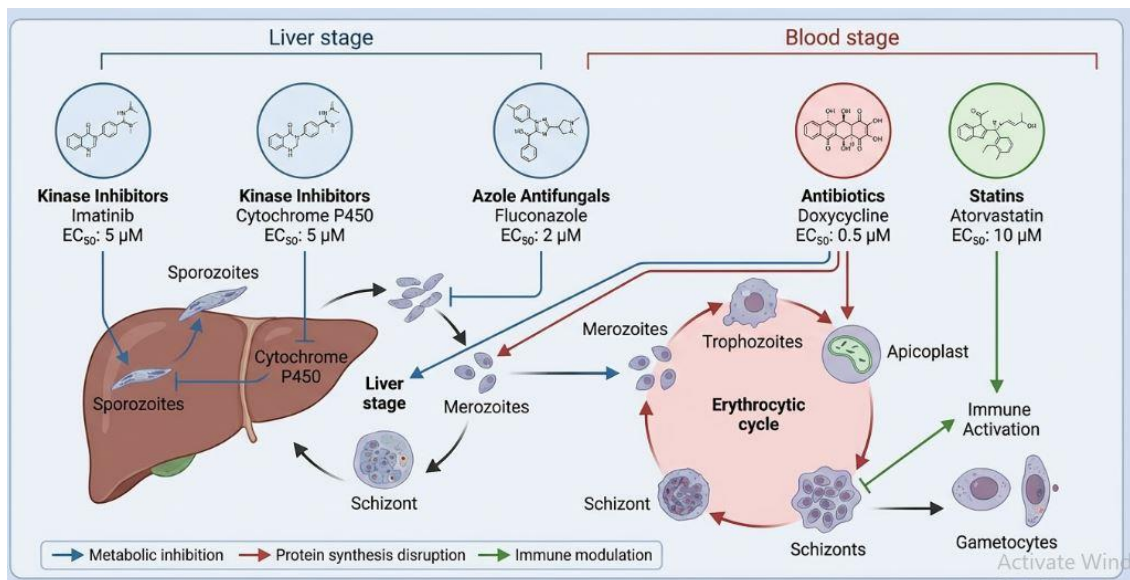 Liver stage
Blood stage
Kinase Inhibitors
Imatinib
EC₅₀: 5 µM
Kinase Inhibitors
Cytochrome P450
EC₅₀: 5 µM
Azole Antifungals
Fluconazole
EC₅₀: 2 µM
Antibiotics
Doxycycline
EC₅₀: 0.5 µM
Statins
Atorvastatin
EC₅₀: 10 µM
Sporozoites
Sporozoites
Cytochrome
P450
Liver
stage
Merozoites
Schizont
Merozoites
Trophozoites
Apicoplast
Erythrocytic
cycle
Schizont
Schizonts
Immune
Activation
Gametocytes
Metabolic inhibition
Protein synthesis disruption
Immune modulation
Activate Wind